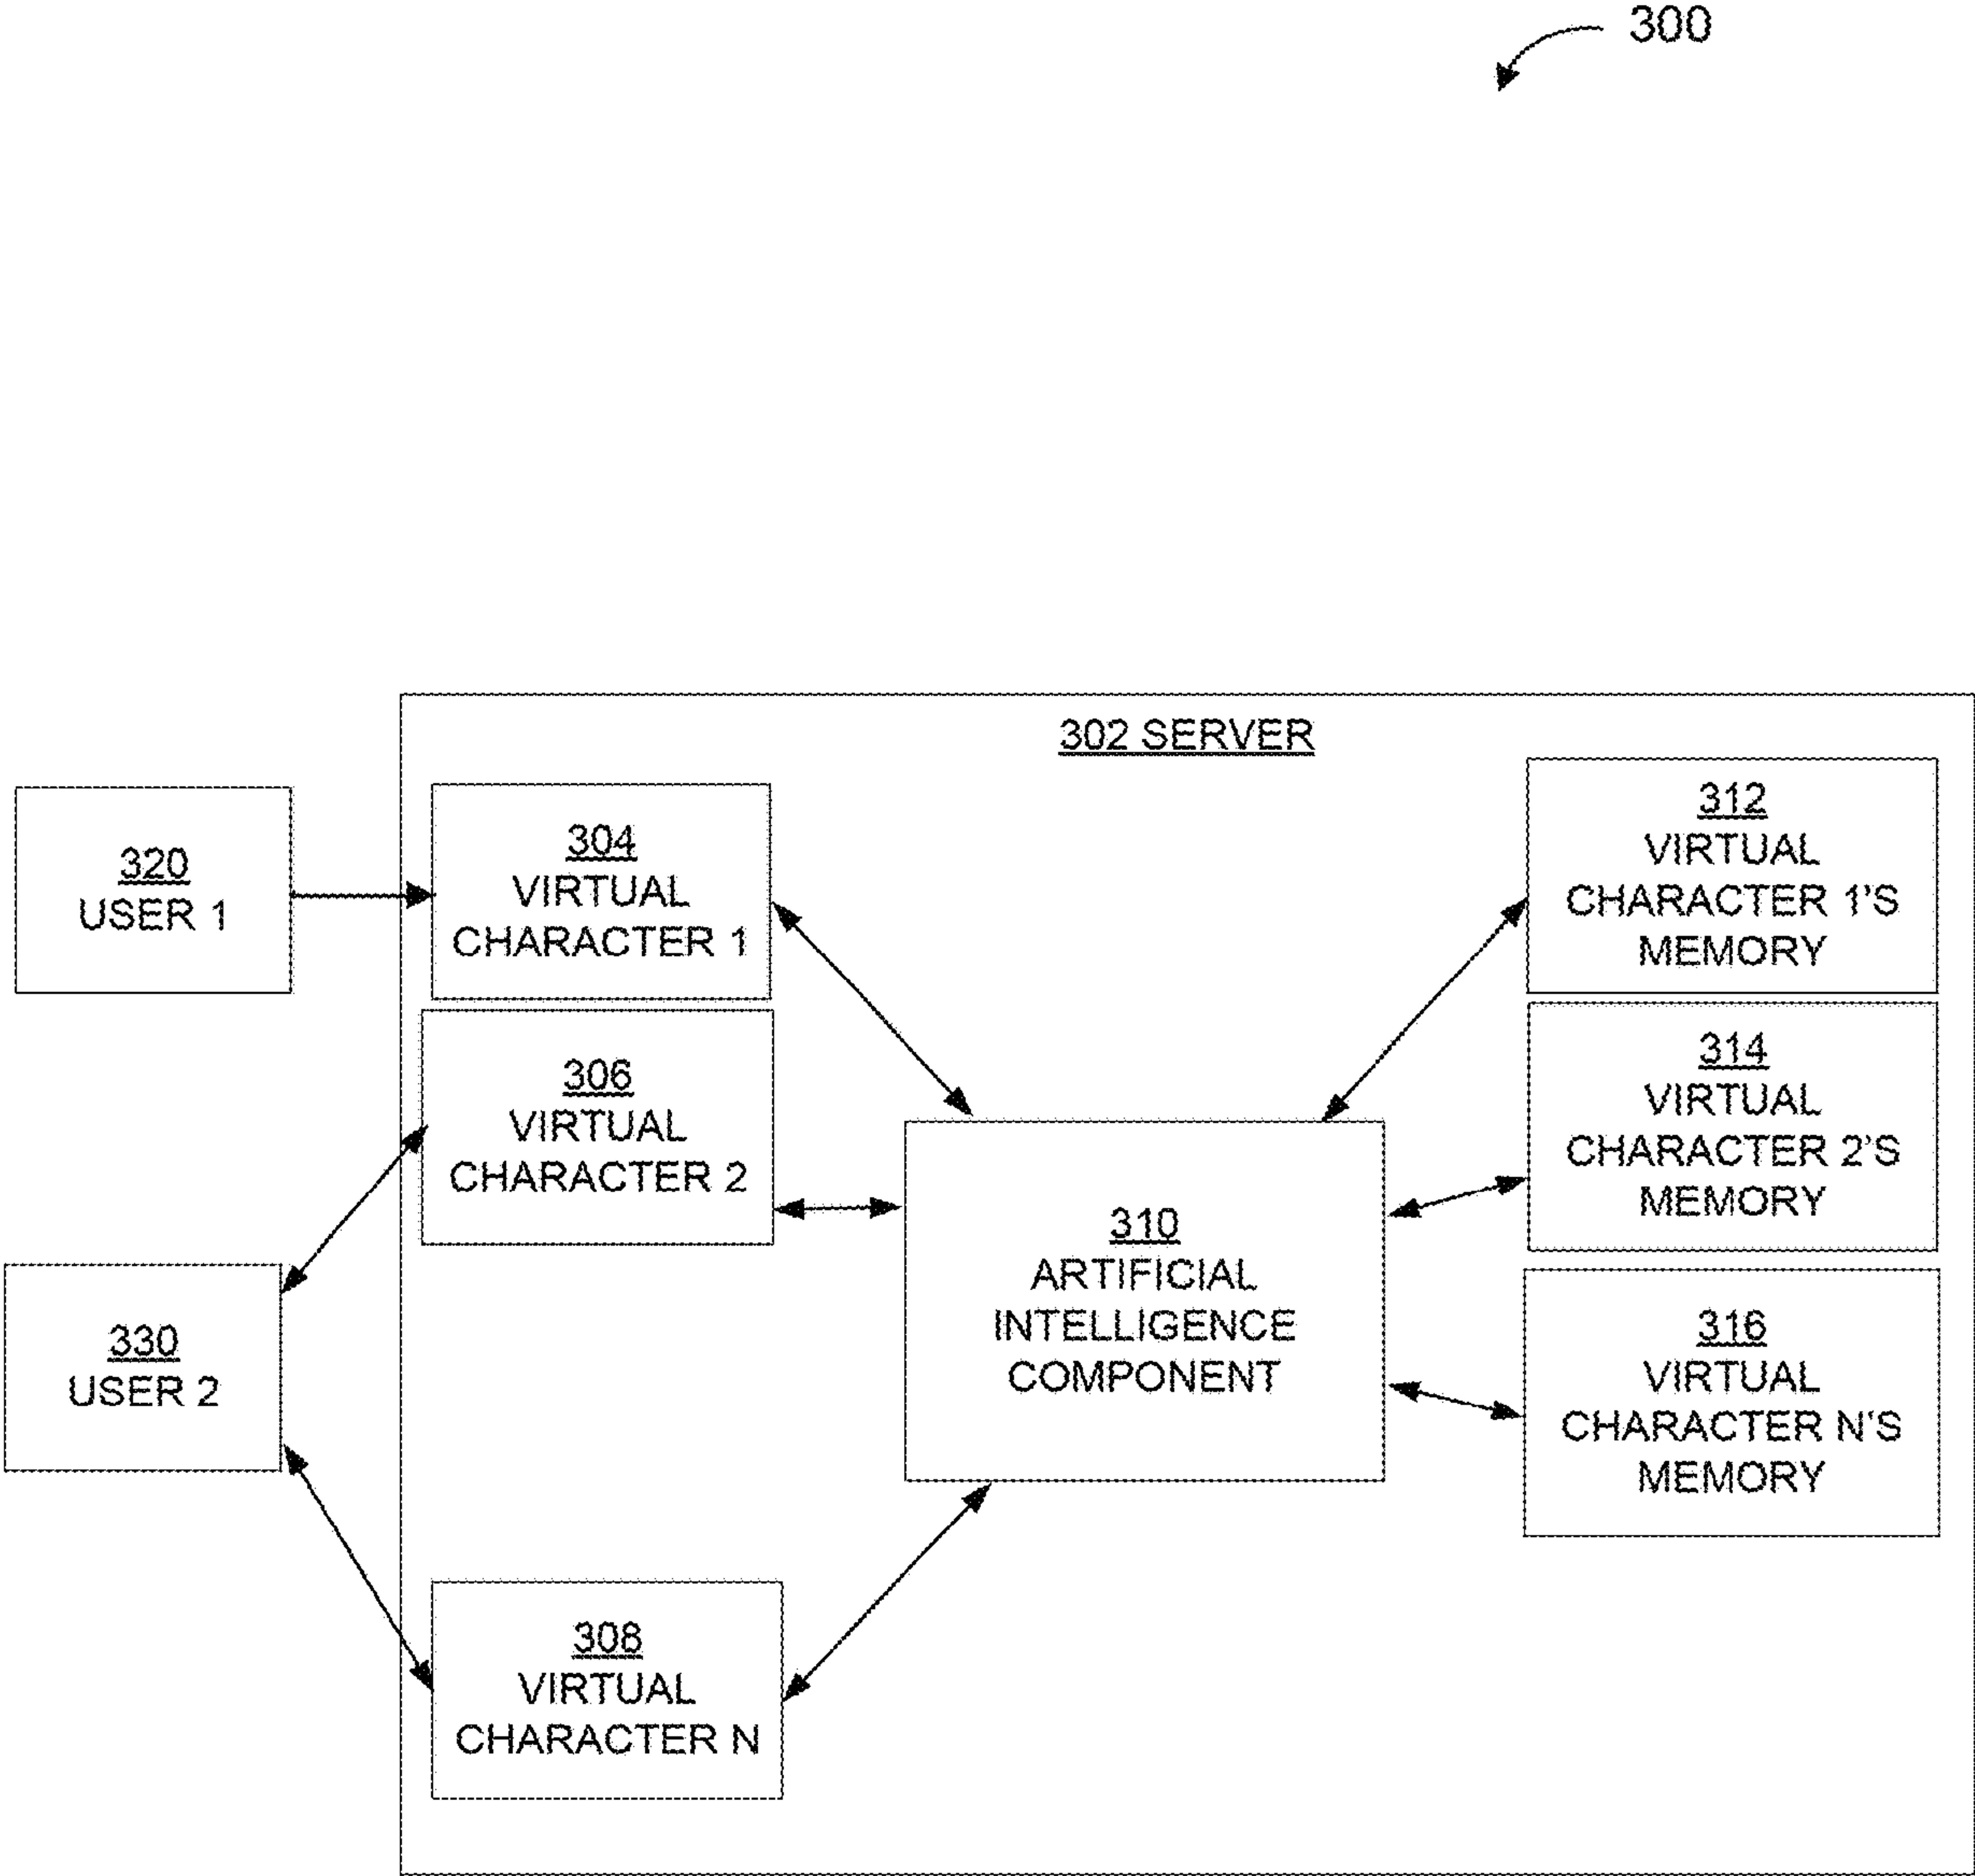 300
302 SERVER
320
USER 1
304
VIRTUAL
CHARACTER 1
312
VIRTUAL
CHARACTER 1'S
MEMORY
306
VIRTUAL
CHARACTER 2
314
VIRTUAL
CHARACTER 2'S
MEMORY
330
USER 2
310
ARTIFICIAL
INTELLIGENCE
COMPONENT
316
VIRTUAL
CHARACTER N'S
MEMORY
308
VIRTUAL
CHARACTER N